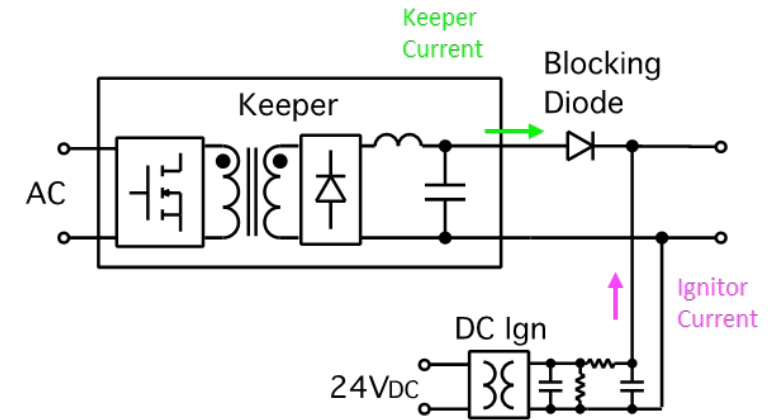 Keeper
Current
Blocking
Diode
Keeper
AC
Ignitor
Current
DC Ign
24VDC